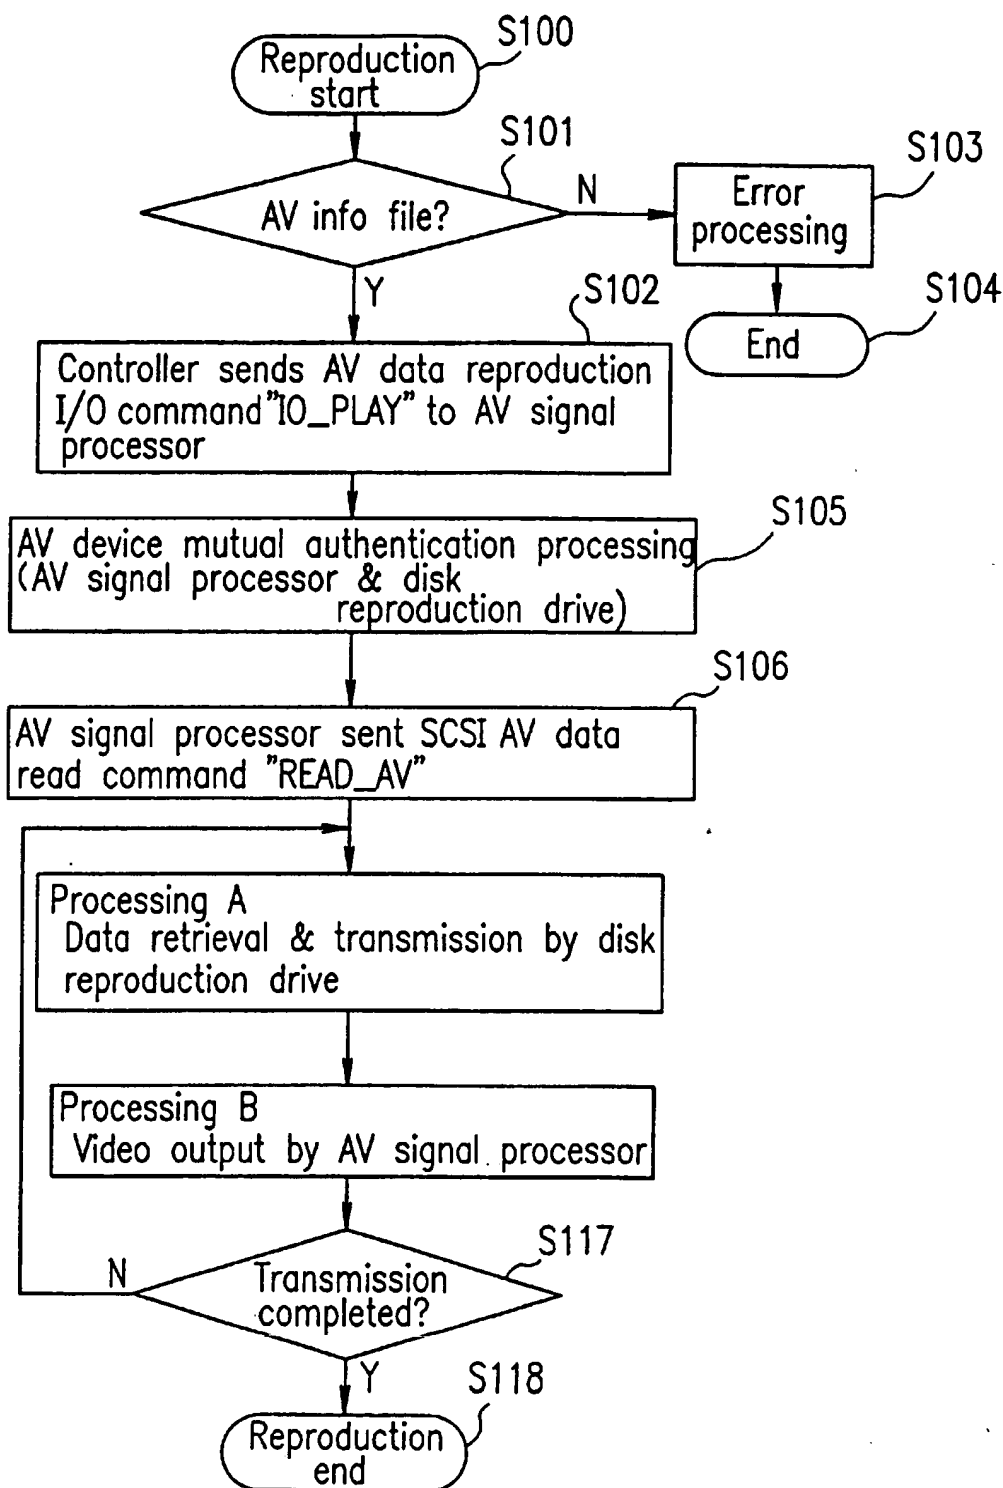 S100
Reproduction
start
S101
AV info file?
N
S103
Error
processing
Y
S102
S104
End
Controller sends AV data reproduction
I/O command"IO_PLAY" to AV signal
processor
S105
AV device mutual authentication processing
(AV signal processor & disk
reproduction drive)
S106
AV signal processor sent SCSI AV data
read command "READ_AV"
Processing A
Data retrieval & transmission by disk
reproduction drive
Processing B
Video output by AV signal processor
S117
N
Transmission
completed?
Y
S118
Reproduction
end